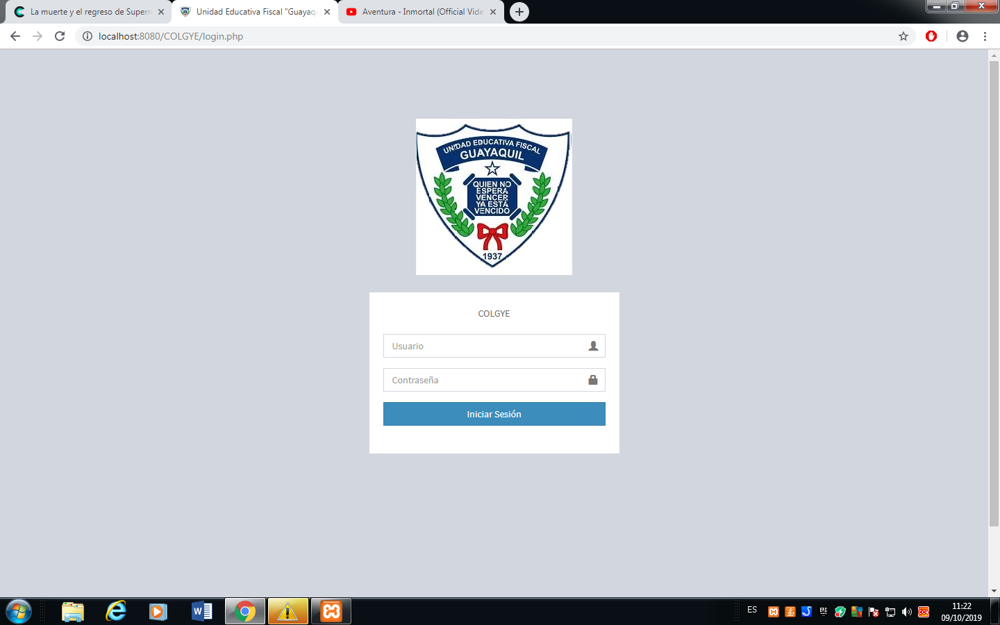 La muerte y el regreso de Superm
Unidad Educativa Fiscal "Guayaqu
Aventura - Inmortal (Official Vide
localhost:8080/COLGYE/login.php
UNIDAD EDUCATIVA FISCAL
GUAYAQUIL
QUIEN NO
ESPERA
VENCER
YA ESTÁ
VENCIDO
1937
COLGYE
Usuario
Contraseña
Iniciar Sesión
ES
11:22
09/10/2019